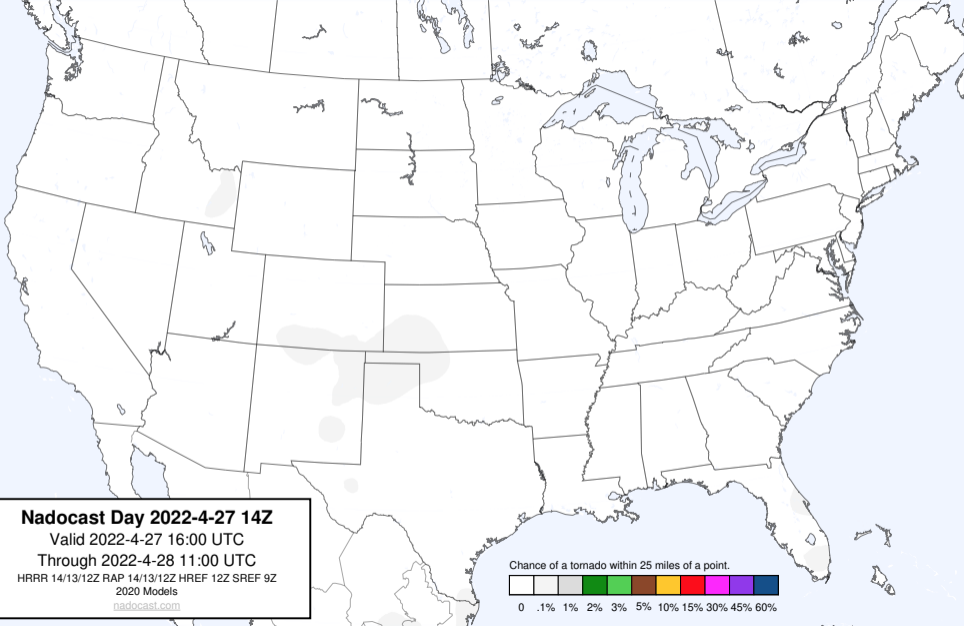 Nadocast Day 2022-4-27 14Z
Valid 2022-4-27 16:00 UTC
Through 2022-4-28 11:00 UTC
HRRR 14/13/12Z RAP 14/13/12Z HREF 12Z SREF 9Z
2020 Models
nadocast.com
Chance of a tornado within 25 miles of a point.
0 .1% 1% 2% 3% 5% 10% 15% 30% 45% 60%